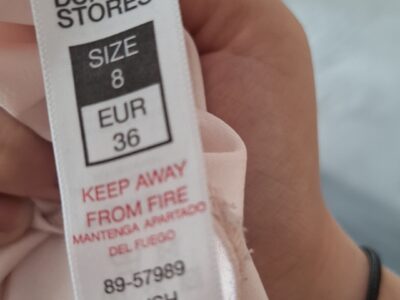 STORES
SIZE
8
EUR
36
KEEP AWAY
FROM FIRE
MANTENGA APARTADO
DEL FUEGO
89-57989